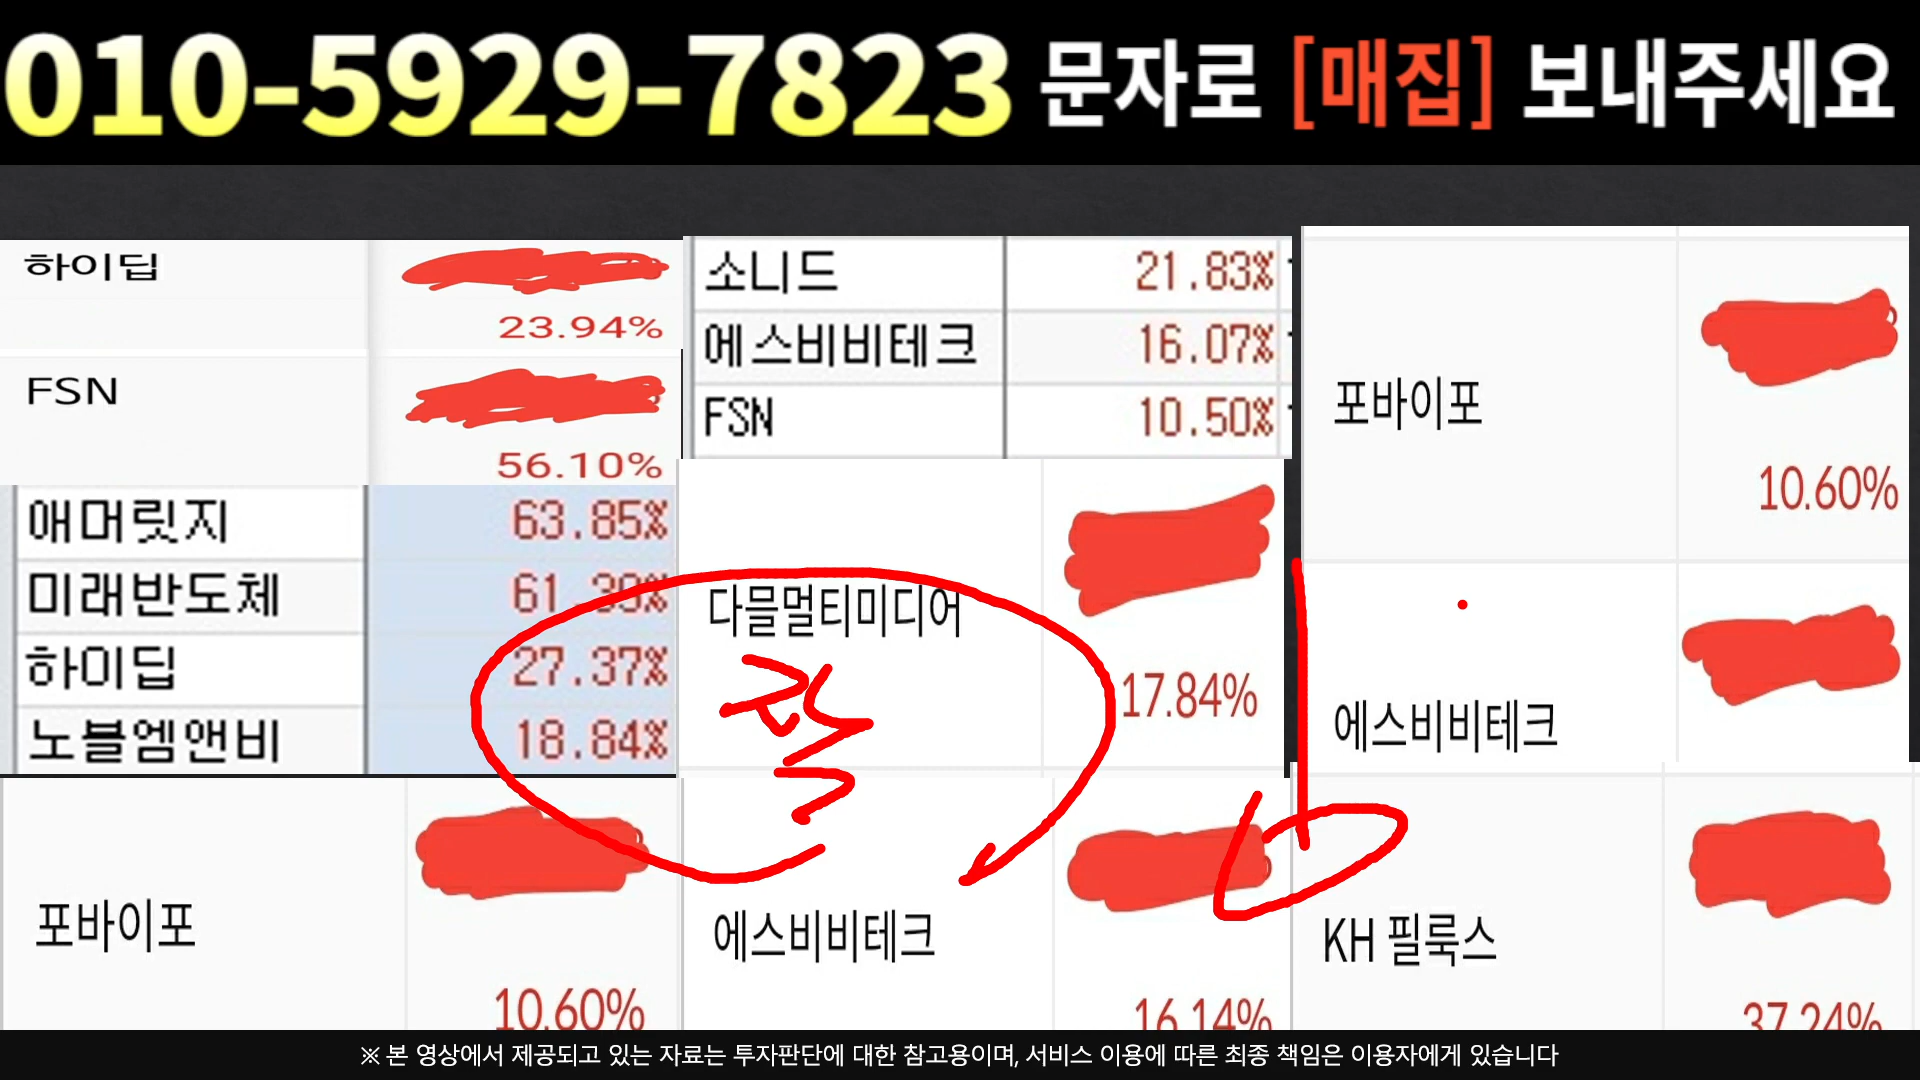 010-5929-7823 문자로 [매집] 보내주세요
하이딥
23.94%
FSN
56.10%
애머릿지 63.85%
미래반도체 61.39%
하이딥 27.37%
노블엠앤비 18.84%
소니드 21.83%
에스비비테크 16.07%
FSN 10.50%
다믈멀티미디어
17.84%
포바이포
10.60%
에스비비테크
포바이포
10.60%
에스비비테크
16.14%
KH 필룩스
37.24%
※ 본 영상에서 제공되고 있는 자료는 투자판단에 대한 참고용이며, 서비스 이용에 따른 최종 책임은 이용자에게 있습니다